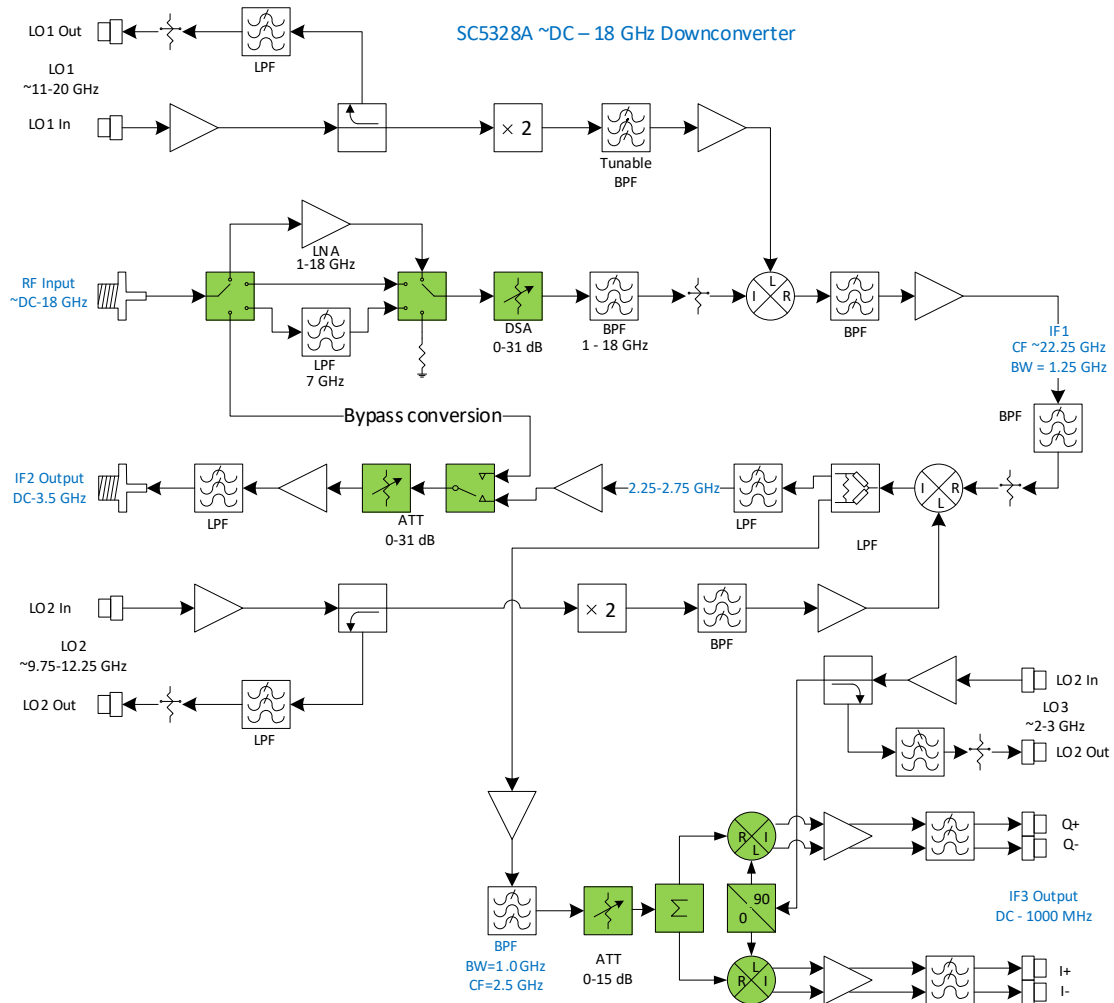 LO1 Out
SC5328A ~DC – 18 GHz Downconverter
LPF
LO1
~11-20 GHz
LO1 In
× 2
Tunable
BPF
LNA
1-18 GHz
RF Input
~DC-18 GHz
L
I R
DSA
0-31 dB
BPF
1 - 18 GHz
BPF
LPF
7 GHz
IF1
CF ~22.25 GHz
BW = 1.25 GHz
BPF
Bypass conversion
IF2 Output
DC-3.5 GHz
2.25-2.75 GHz
I R
L
LPF
ATT
0-31 dB
LPF
LPF
LO2 In
× 2
BPF
LO2
~9.75-12.25 GHz
LO2 Out
LPF
LO2 In
LO3
~2-3 GHz
LO2 Out
R I
L
Q+
Q-
Σ
90
0
IF3 Output
DC - 1000 MHz
BPF
BW=1.0 GHz
CF=2.5 GHz
ATT
0-15 dB
L
R I
I+
I-